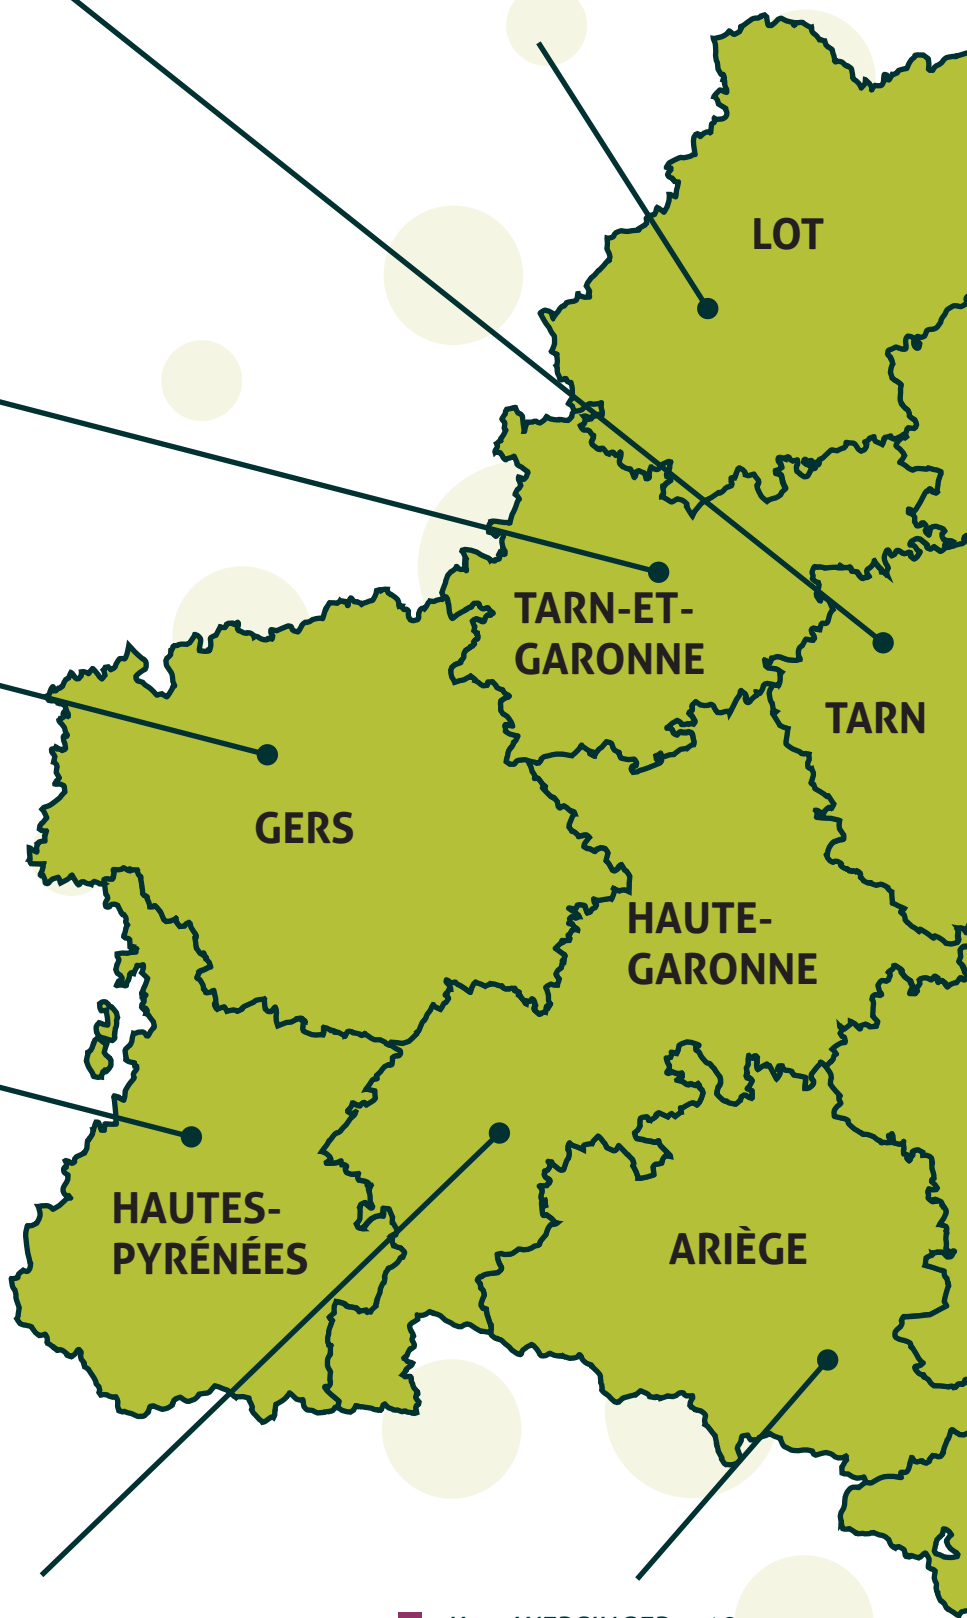 LOT
TARN-ET-
GARONNE
TARN
GERS
HAUTE-
GARONNE
HAUTES-
PYRÉNÉES
ARIÈGE